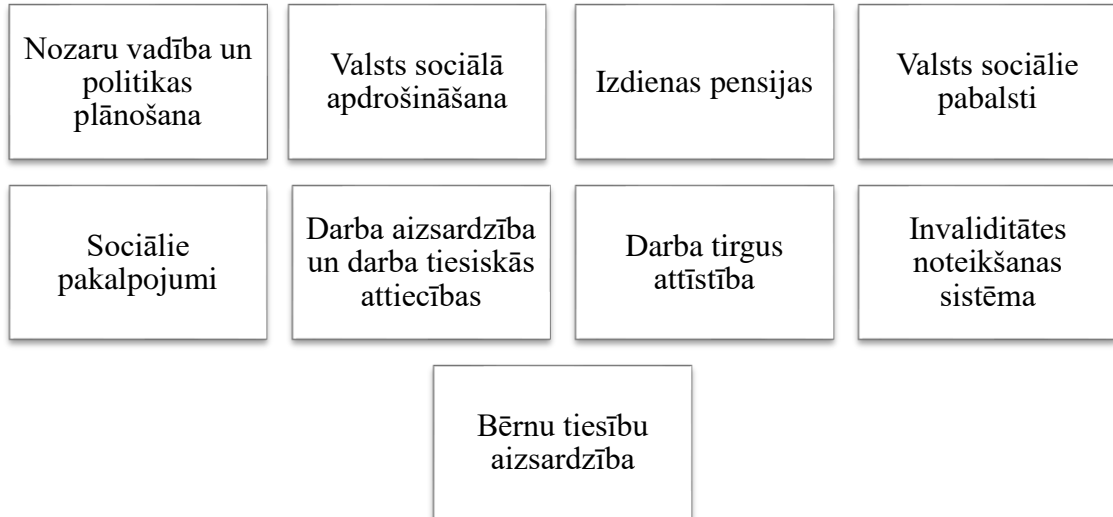 Nozaru vadība un
politikas
plānošana
Valsts sociālā
apdrošināšana
Izdienas pensijas
Valsts sociālie
pabalsti
Sociālie
pakalpojumi
Darba aizsardzība
un darba tiesiskās
attiecības
Darba tirgus
attīstība
Invaliditātes
noteikšanas
sistēma
Bērnu tiesību
aizsardzība